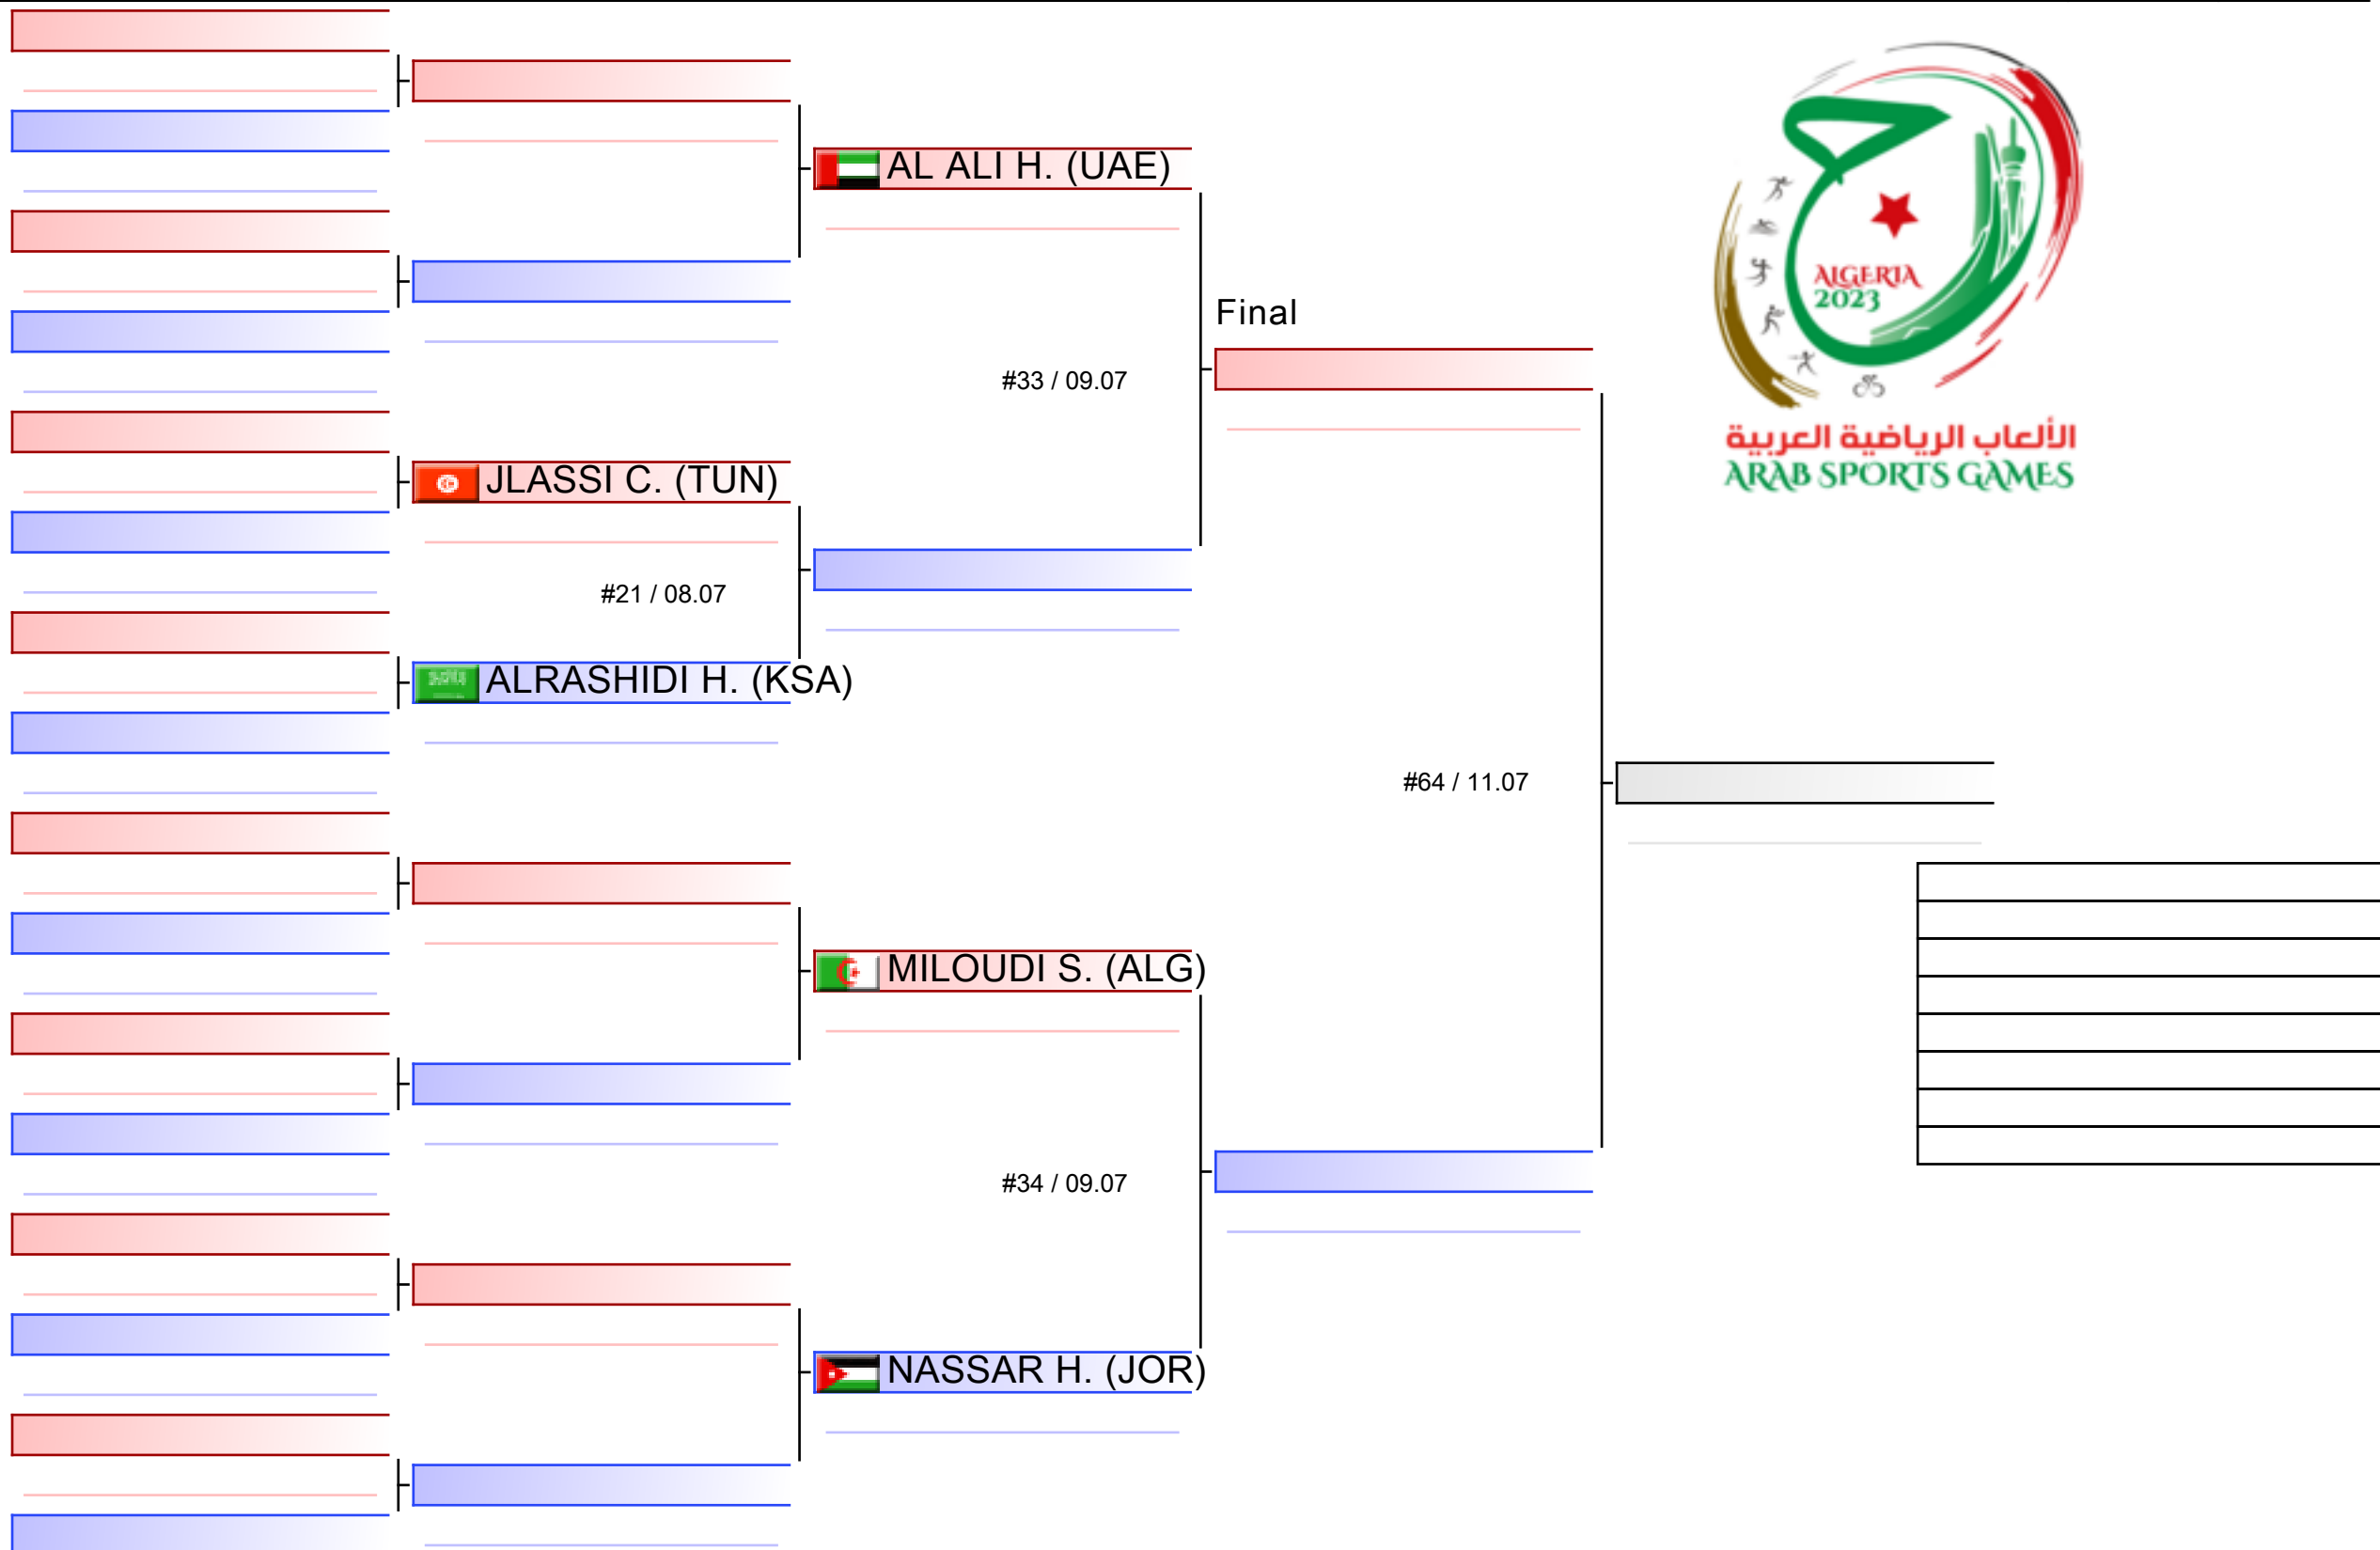 AL ALI H. (UAE)
Final
#33 / 09.07
ALGERIA
2023
الألعاب الرياضية العربية
ARAB SPORTS GAMES
JLASSI C. (TUN)
#21 / 08.07
ALRASHIDI H. (KSA)
#64 / 11.07
MILOUDI S. (ALG)
#34 / 09.07
NASSAR H. (JOR)